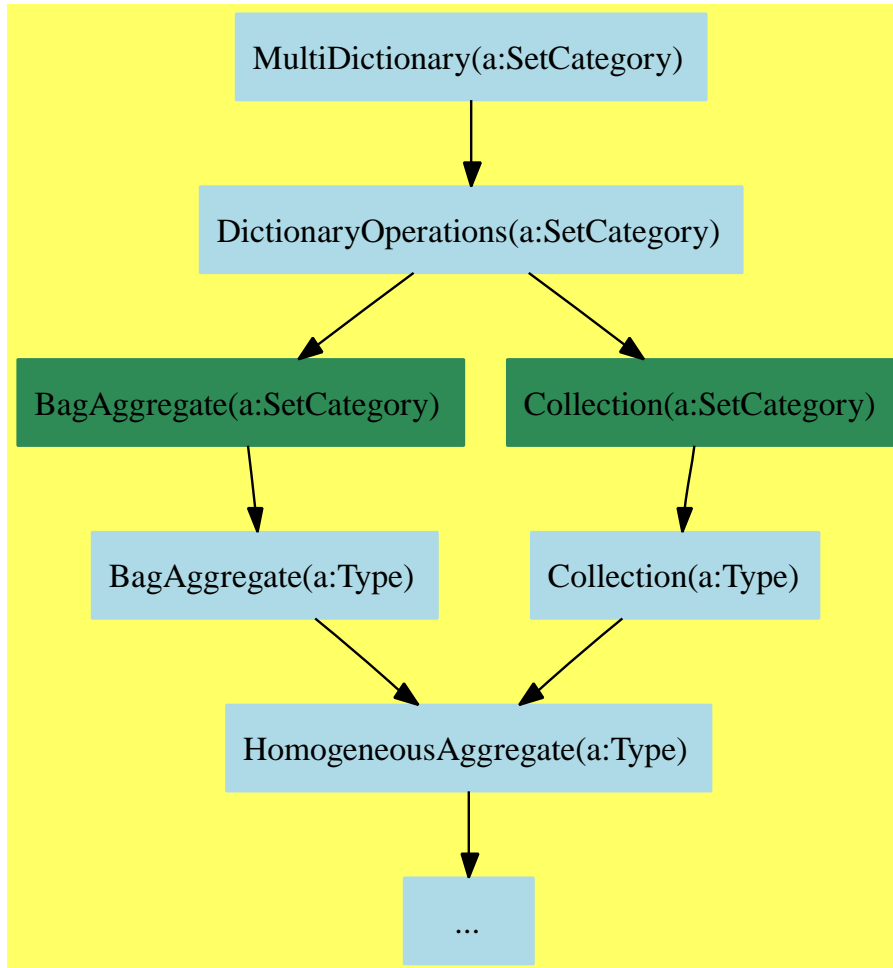 MultiDictionary(a:SetCategory)
DictionaryOperations(a:SetCategory)
BagAggregate(a:SetCategory)
Collection(a:SetCategory)
BagAggregate(a:Type)
Collection(a:Type)
HomogeneousAggregate(a:Type)
...